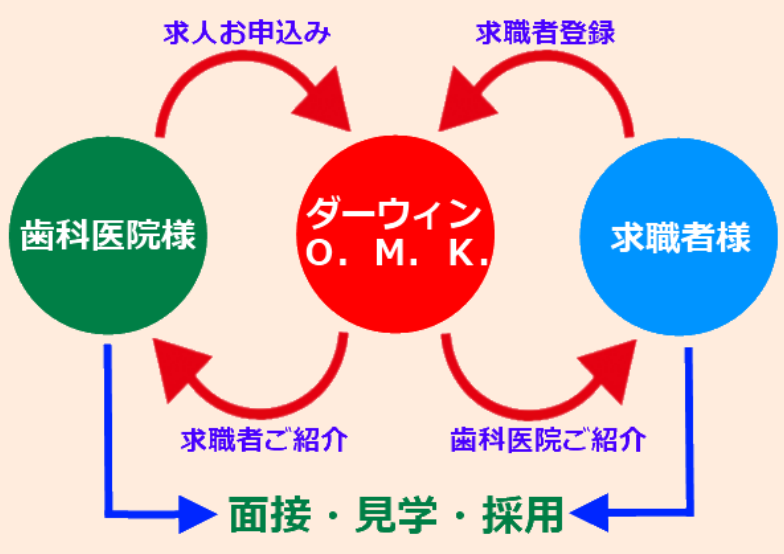 求人お申込み
求職者登録
歯科医院様
ダーウィン
O. M. K.
求職者様
求職者ご紹介
歯科医院ご紹介
面接・見学・採用